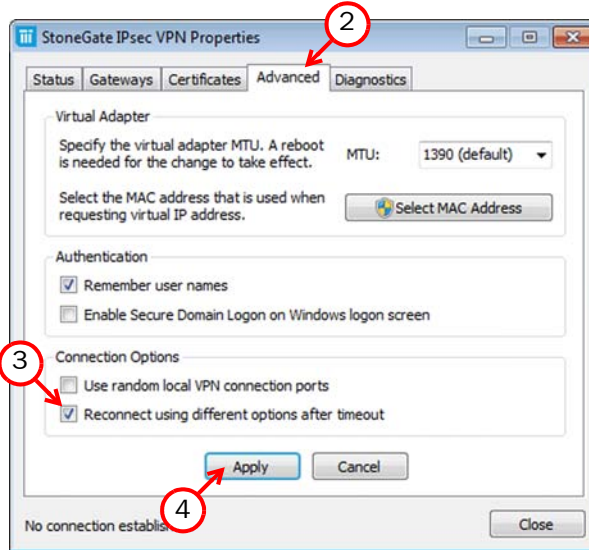 2
StoneGate IPsec VPN Properties
Status Gateways Certificates Advanced Diagnostics
Virtual Adapter
Specify the virtual adapter MTU. A reboot
is needed for the change to take effect.
MTU: 1390 (default)
Select the MAC address that is used when
requesting virtual IP address.
Select MAC Address
Authentication
Remember user names
Enable Secure Domain Logon on Windows logon screen
3
Connection Options
Use random local VPN connection ports
Reconnect using different options after timeout
Apply Cancel
4
No connection establis
Close